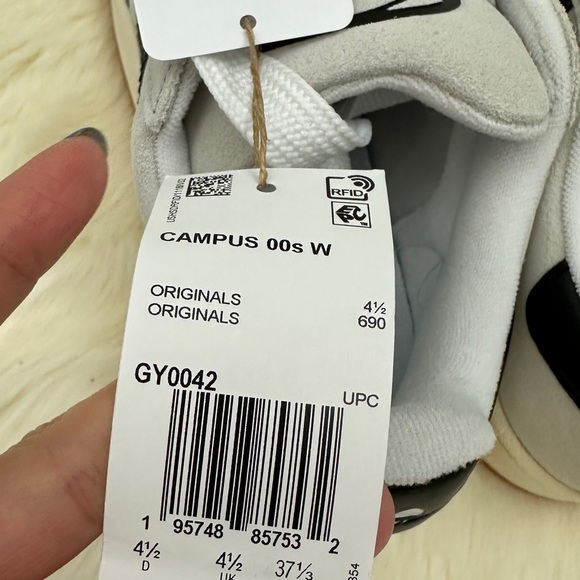 RFID
CAMPUS 00s W
ORIGINALS 4½
ORIGINALS 690
GY0042
UPC
1 95748 85753 2
4½ 4½ 37⅓
D UK